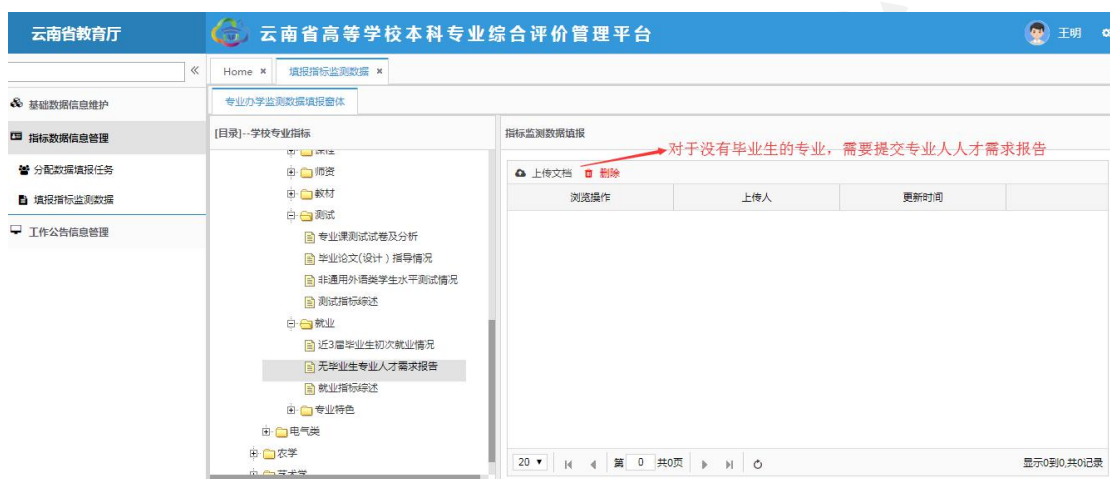 云南省教育厅
云南省高等学校本科专业综合评价管理平台
王明
Home
填报指标监测数据
基础数据信息维护
指标数据信息管理
分配数据填报任务
填报指标监测数据
工作公告信息管理
专业办学监测数据填报窗体
[目录]--学校专业指标
师资
教材
测试
专业课测试试卷及分析
毕业论文(设计)指导情况
非通用外语类学生水平测试情况
测试指标综述
就业
近3届毕业生初次就业情况
无毕业生专业人才需求报告
就业指标综述
专业特色
电气类
农学
指标监测数据填报
对于没有毕业生的专业，需要提交专业人人才需求报告
上传文档 删除
浏览操作 上传人 更新时间
20 第 0 共0页
显示0到0,共0记录